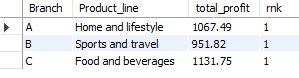 Branch Product_line total_profit rnk
A Home and lifestyle 1067.49 1
B Sports and travel 951.82 1
C Food and beverages 1131.75 1